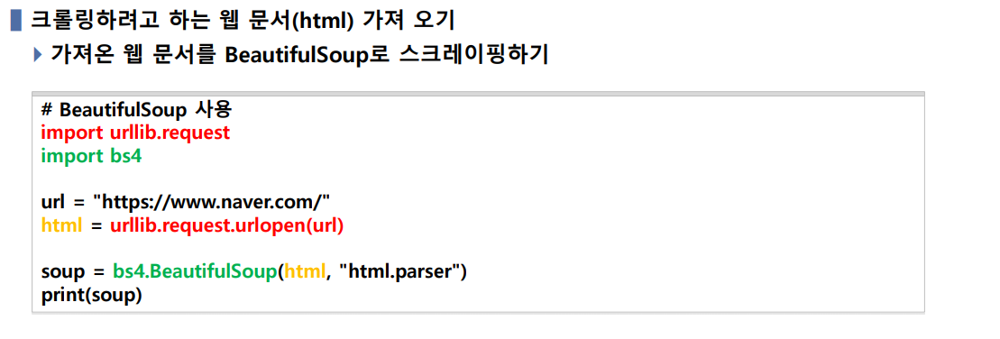 크롤링하려고 하는 웹 문서(html) 가져 오기
가져온 웹 문서를 BeautifulSoup로 스크레이핑하기
# BeautifulSoup 사용
import urllib.request
import bs4
url = "https://www.naver.com/"
html = urllib.request.urlopen(url)
soup = bs4.BeautifulSoup(html, "html.parser")
print(soup)